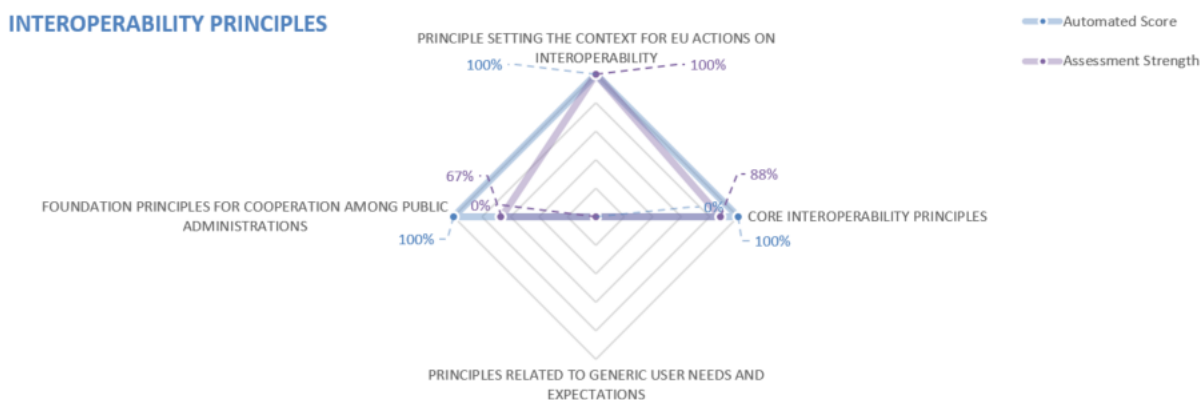 INTEROPERABILITY PRINCIPLES
Automated Score
Assessment Strength
PRINCIPLE SETTING THE CONTEXT FOR EU ACTIONS ON
INTEROPERABILITY
100%
100%
67%
88%
0%
0%
FOUNDATION PRINCIPLES FOR COOPERATION AMONG PUBLIC
ADMINISTRATIONS
CORE INTEROPERABILITY PRINCIPLES
100%
100%
PRINCIPLES RELATED TO GENERIC USER NEEDS AND
EXPECTATIONS